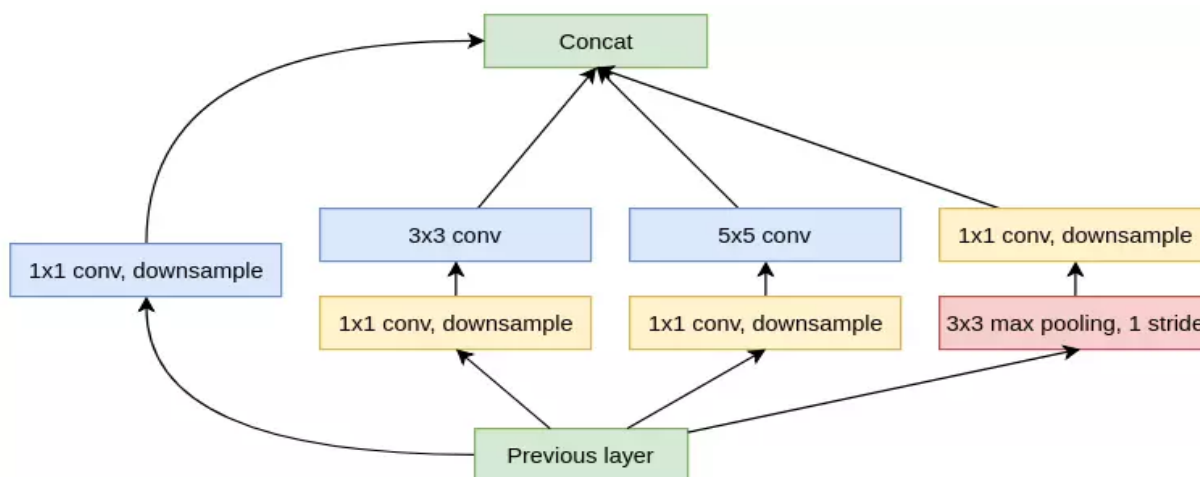 Concat
3x3 conv
5x5 conv
1x1 conv, downsample
1x1 conv, downsample
1x1 conv, downsample
1x1 conv, downsample
3x3 max pooling, 1 stride
Previous layer